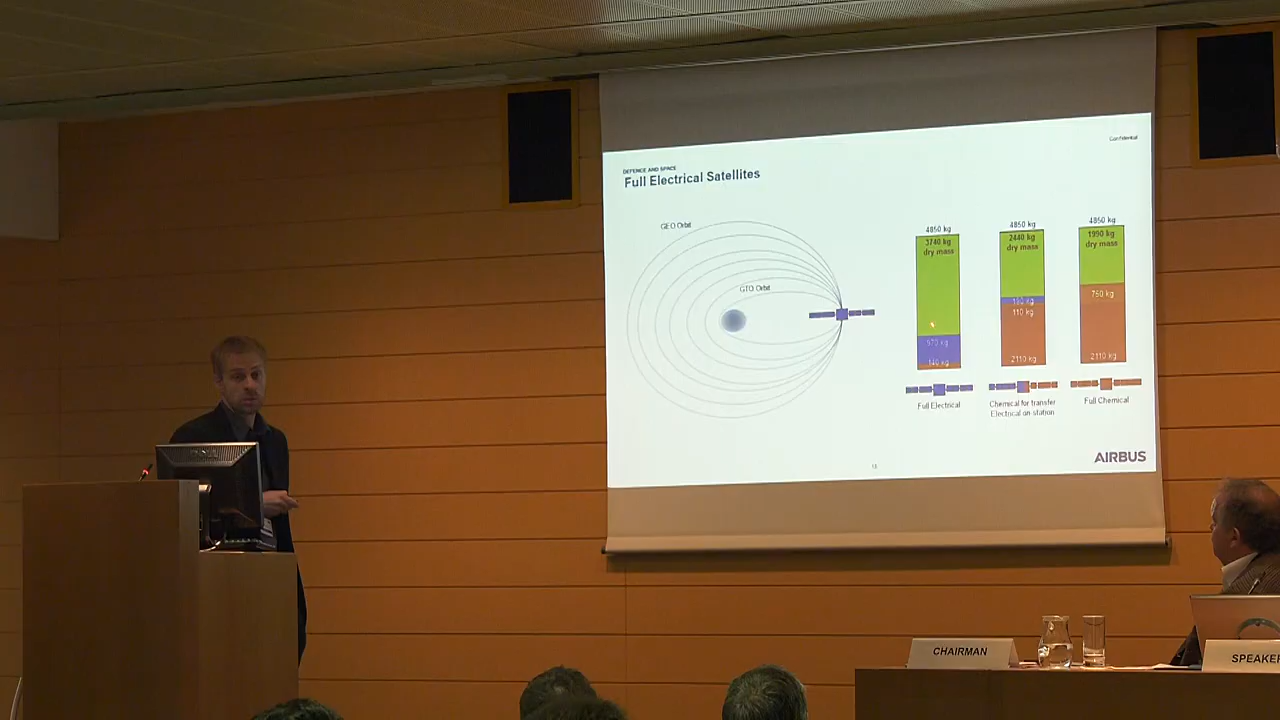 Confidential
DEFENCE AND SPACE
Full Electrical Satellites
GEO Orbit
GTO Orbit
4850 kg
3740 kg
dry mass
970 kg
140 kg
Full Electrical
4850 kg
2440 kg
dry mass
110 kg
2110 kg
Chemical for transfer
Electrical on-station
4850 kg
1990 kg
dry mass
750 kg
2110 kg
Full Chemical
AIRBUS
CHAIRMAN
SPEAKER